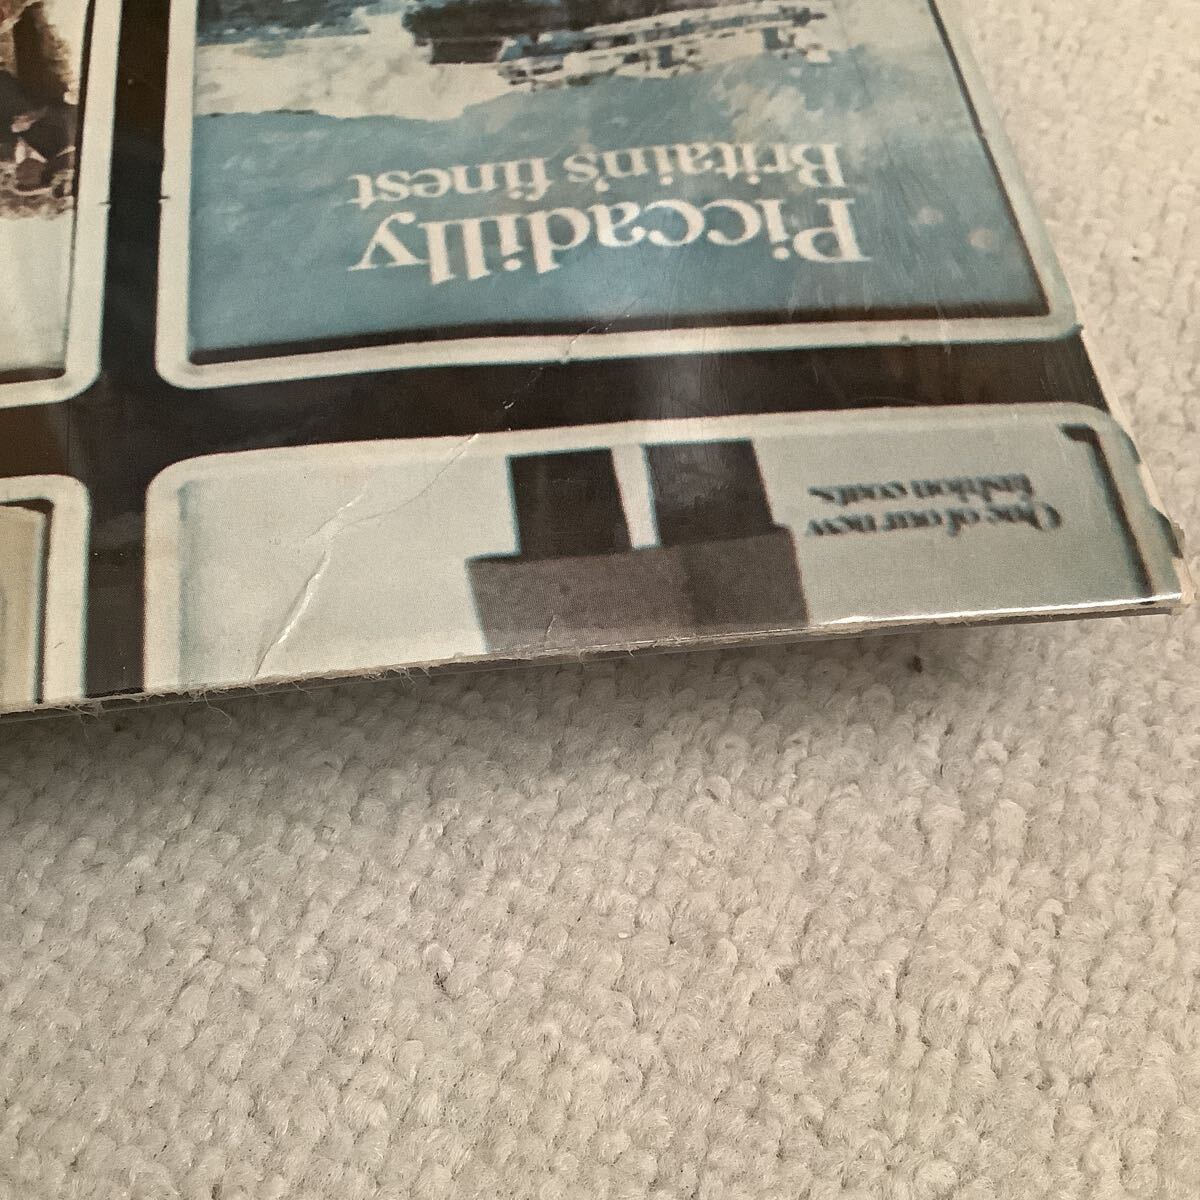 Piccadilly
Britain's finest
One of our new
fashion coats.